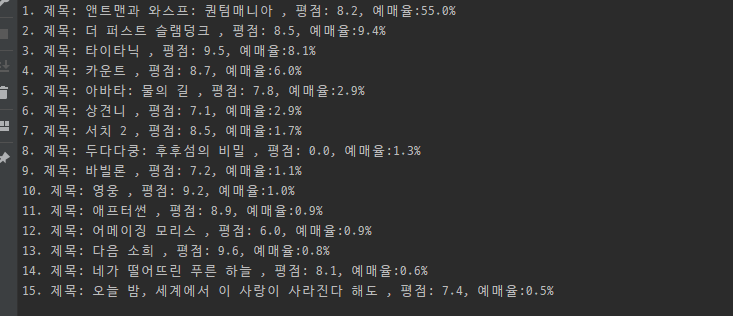 1. 제목: 앤트맨과 와스프: 퀀텀매니아 , 평점: 8.2, 예매율:55.0%
2. 제목: 더 퍼스트 슬램덩크 , 평점: 8.5, 예매율:9.4%
3. 제목: 타이타닉 , 평점: 9.5, 예매율:8.1%
4. 제목: 카운트 , 평점: 8.7, 예매율:6.0%
5. 제목: 아바타: 물의 길 , 평점: 7.8, 예매율:2.9%
6. 제목: 상견니 , 평점: 7.1, 예매율:2.9%
7. 제목: 서치 2 , 평점: 8.5, 예매율:1.7%
8. 제목: 두다다쿵: 후후섬의 비밀 , 평점: 0.0, 예매율:1.3%
9. 제목: 바빌론 , 평점: 7.2, 예매율:1.1%
10. 제목: 영웅 , 평점: 9.2, 예매율:1.0%
11. 제목: 애프터썬 , 평점: 8.9, 예매율:0.9%
12. 제목: 어메이징 모리스 , 평점: 6.0, 예매율:0.9%
13. 제목: 다음 소희 , 평점: 9.6, 예매율:0.8%
14. 제목: 네가 떨어뜨린 푸른 하늘 , 평점: 8.1, 예매율:0.6%
15. 제목: 오늘 밤, 세계에서 이 사랑이 사라진다 해도 , 평점: 7.4, 예매율:0.5%